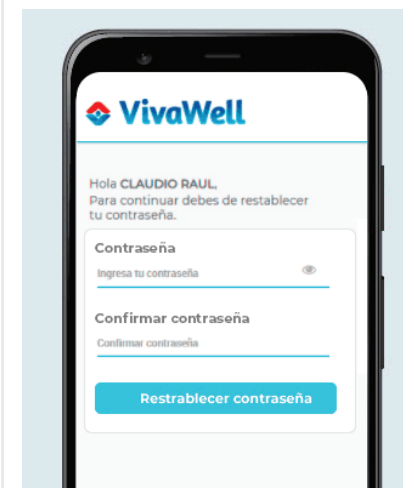 VivaWell
Hola CLAUDIO RAUL,
Para continuar debes de restablecer
tu contraseña.
Contraseña
Ingresa tu contraseña
Confirmar contraseña
Confirmar contraseña
Restrablecer contraseña